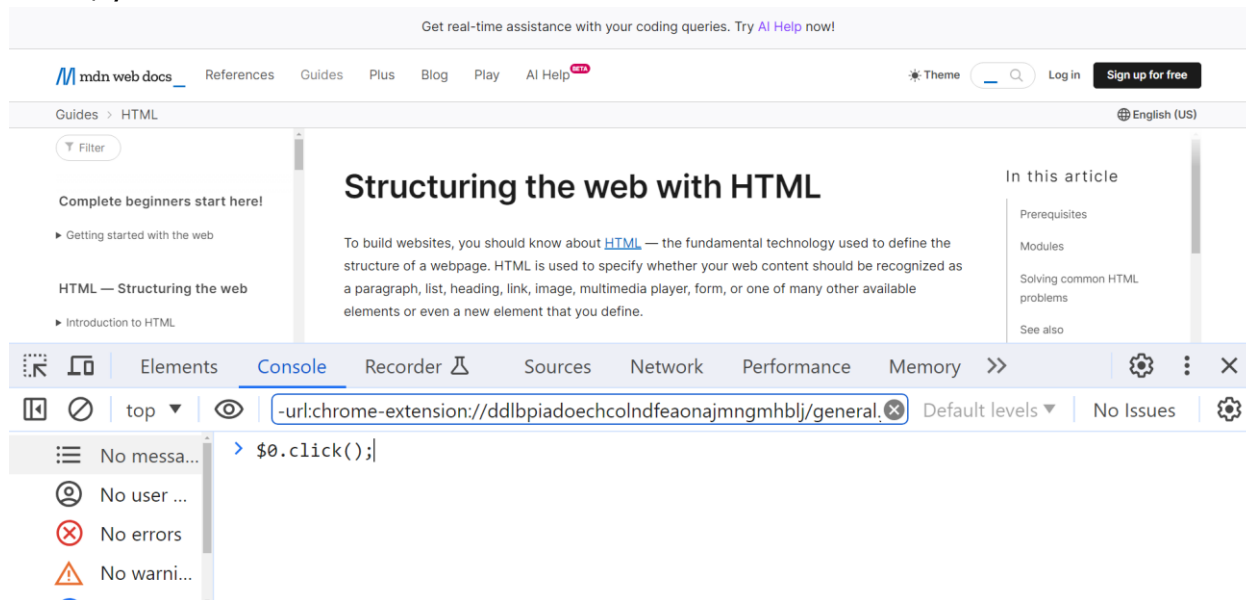 Get real-time assistance with your coding queries. Try AI Help now!
mdn web docs_ References Guides Plus Blog Play AI Help BETA Theme _ Log in Sign up for free
Guides > HTML English (US)
Filter
Complete beginners start here!
Getting started with the web
HTML — Structuring the web
Introduction to HTML
Structuring the web with HTML
To build websites, you should know about HTML — the fundamental technology used to define the
structure of a webpage. HTML is used to specify whether your web content should be recognized as
a paragraph, list, heading, link, image, multimedia player, form, or one of many other available
elements or even a new element that you define.
In this article
Prerequisites
Modules
Solving common HTML
problems
See also
Elements Console Recorder Sources Network Performance Memory
top -url:chrome-extension://ddlbpiadoechcolndfeaonajmngmhblj/general. Default levels No Issues
No messa...
No user ...
No errors
No warni...
> $0.click();